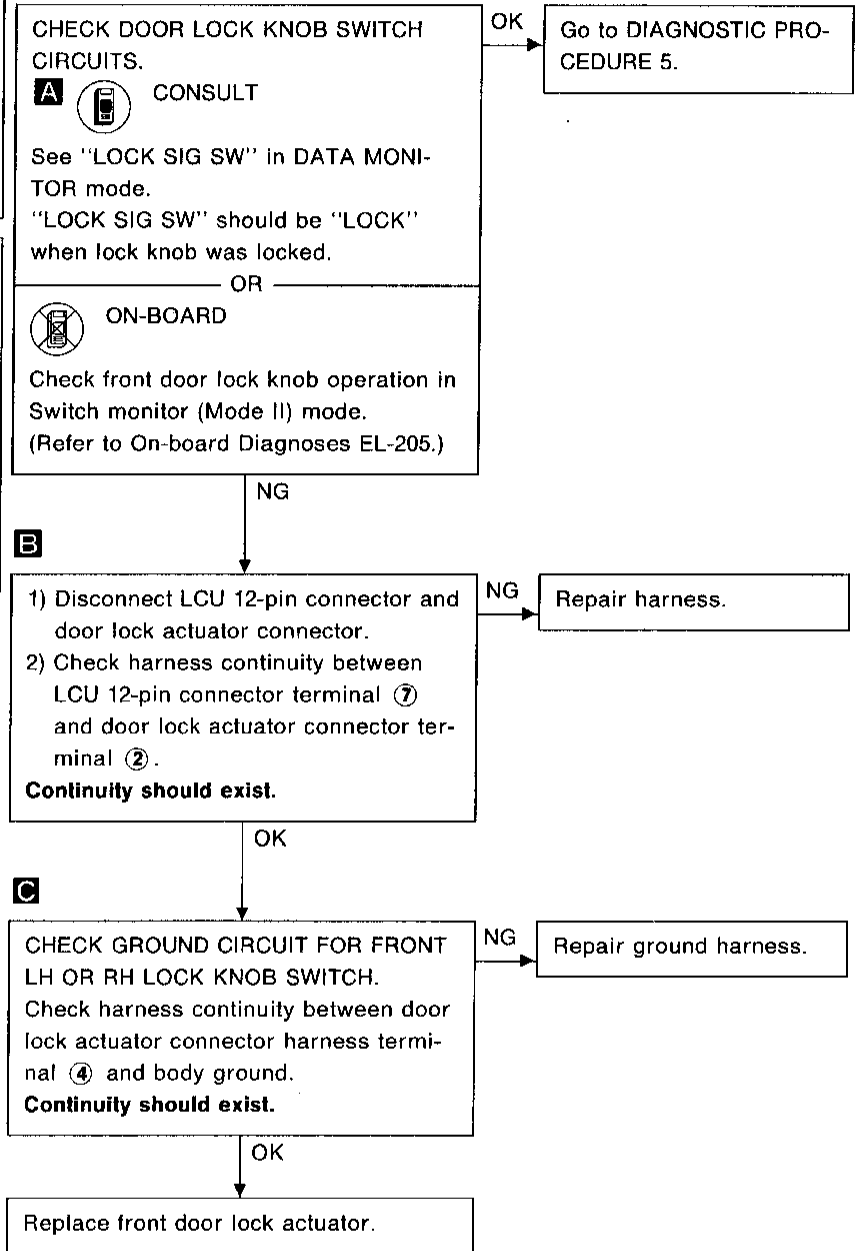 CHECK DOOR LOCK KNOB SWITCH
CIRCUITS.
A CONSULT
See "LOCK SIG SW" in DATA MONI-
TOR mode.
"LOCK SIG SW" should be "LOCK"
when lock knob was locked.
OR
ON-BOARD
Check front door lock knob operation in
Switch monitor (Mode II) mode.
(Refer to On-board Diagnoses EL-205.)
OK
Go to DIAGNOSTIC PRO-
CEDURE 5.
NG
B
1) Disconnect LCU 12-pin connector and
door lock actuator connector.
2) Check harness continuity between
LCU 12-pin connector terminal ⑦
and door lock actuator connector ter-
minal ②.
Continuity should exist.
NG
Repair harness.
OK
C
CHECK GROUND CIRCUIT FOR FRONT
LH OR RH LOCK KNOB SWITCH.
Check harness continuity between door
lock actuator connector harness termi-
nal ④ and body ground.
Continuity should exist.
NG
Repair ground harness.
OK
Replace front door lock actuator.